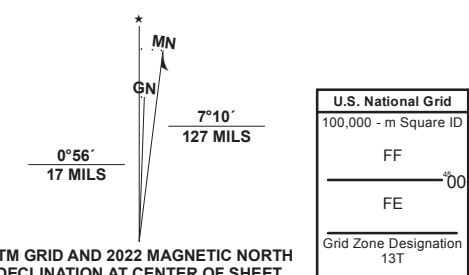 ★
MN
GN
7°10´
127 MILS
0°56´
17 MILS
TM GRID AND 2022 MAGNETIC NORTH
DECLINATION AT CENTER OF SHEET
U.S. National Grid
100,000 - m Square ID
FF
4500
FE
Grid Zone Designation
13T